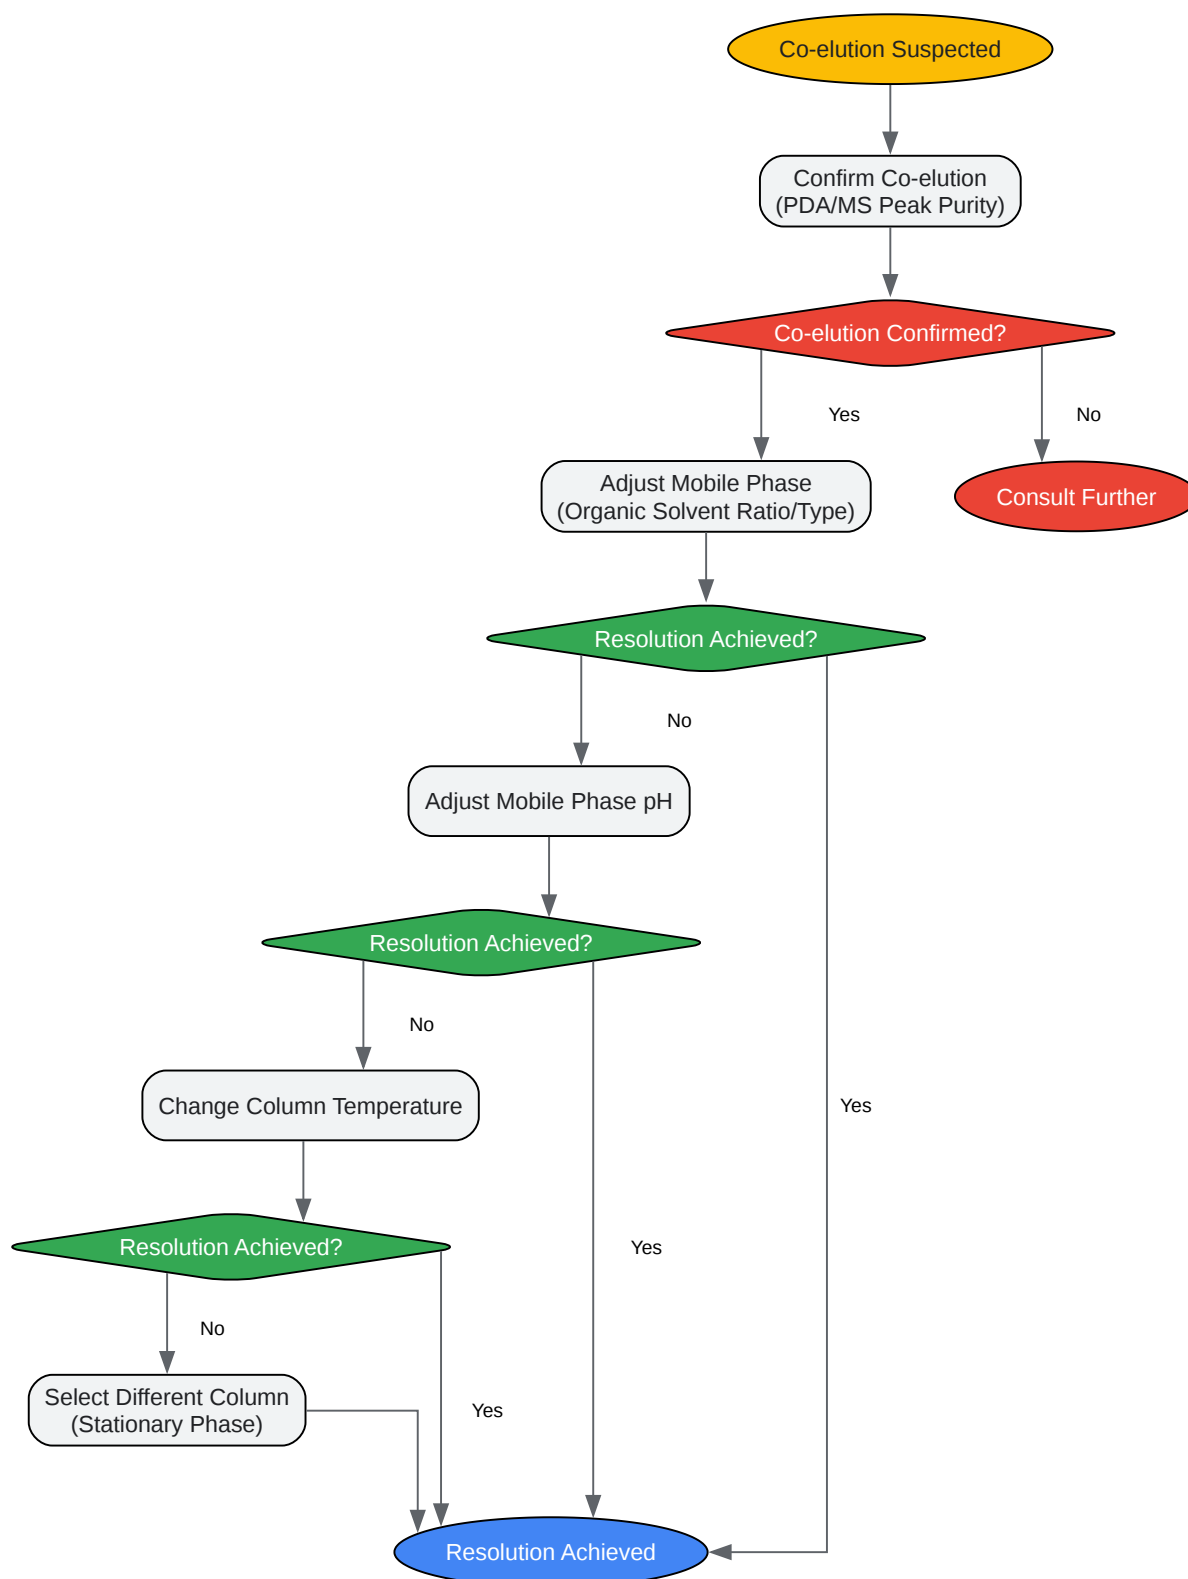 Co-elution Suspected
Confirm Co-elution
(PDA/MS Peak Purity)
Co-elution Confirmed?
Yes
No
Adjust Mobile Phase
(Organic Solvent Ratio/Type)
Consult Further
Resolution Achieved?
No
Adjust Mobile Phase pH
Resolution Achieved?
No
Change Column Temperature
Yes
Resolution Achieved?
Yes
No
Select Different Column
(Stationary Phase)
Yes
Resolution Achieved